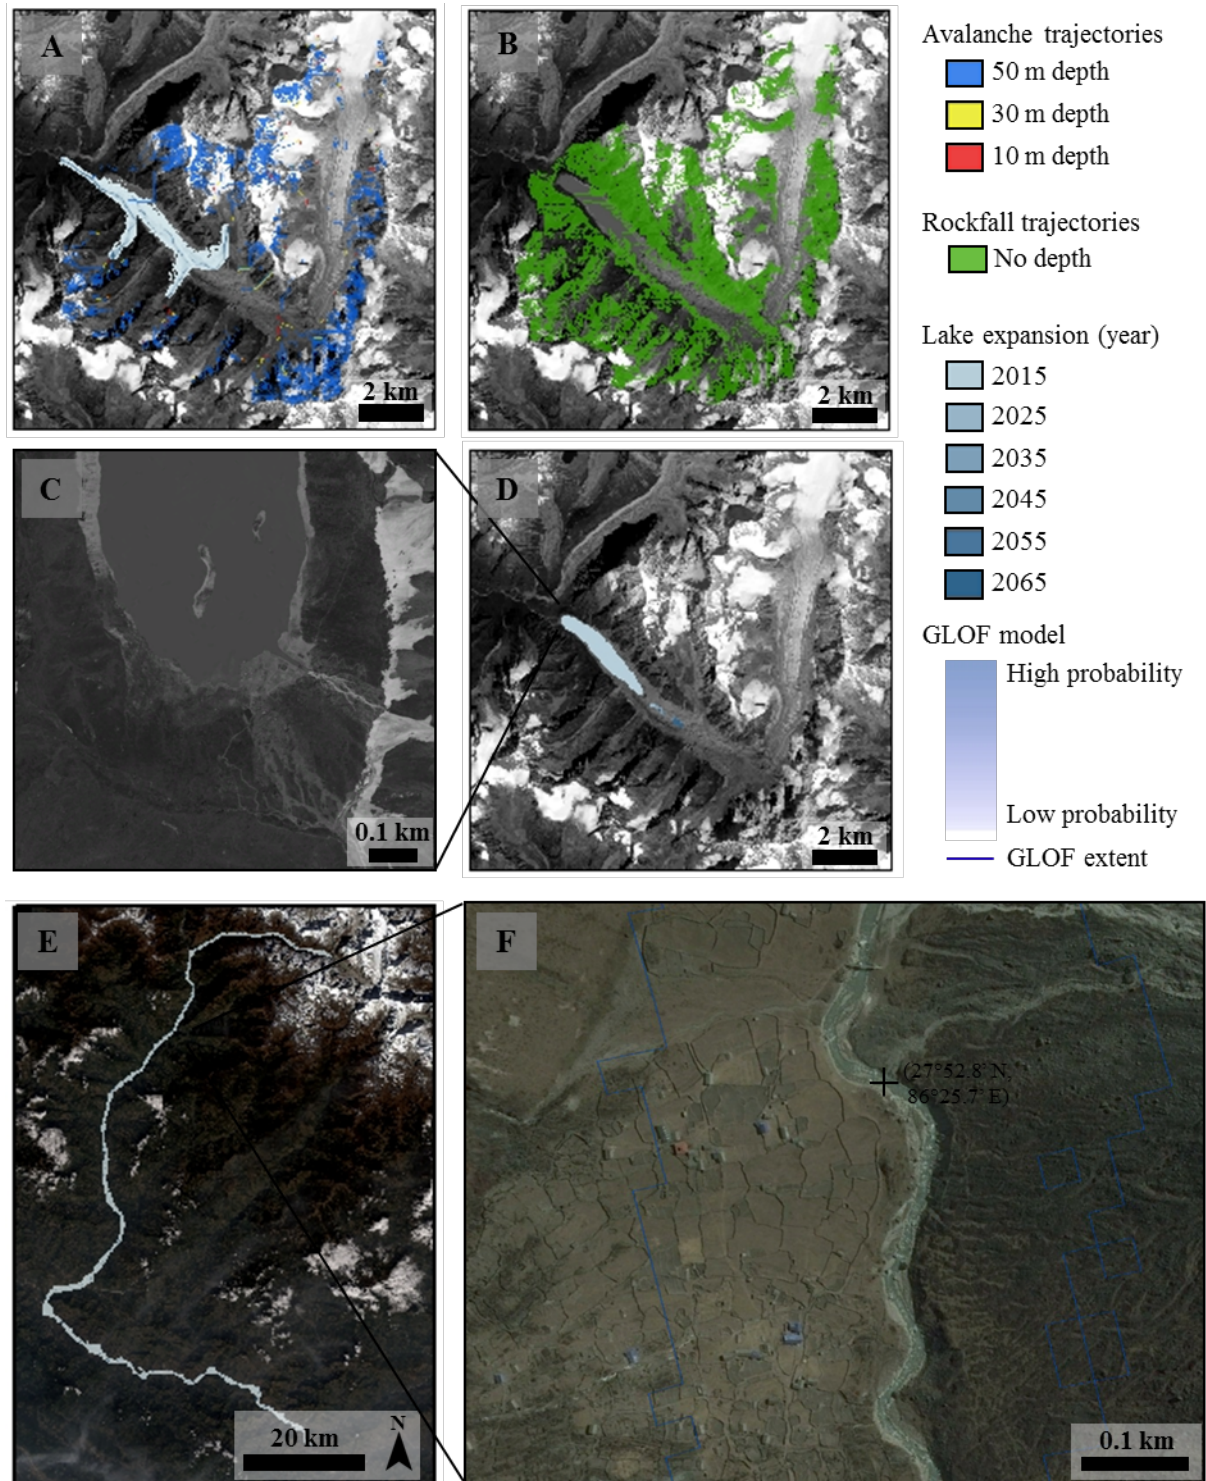 A
2 km
B
2 km
Avalanche trajectories
50 m depth
30 m depth
10 m depth
Rockfall trajectories
No depth
Lake expansion (year)
2015
2025
2035
2045
2055
2065
GLOF model
High probability
Low probability
GLOF extent
C
0.1 km
D
2 km
E
20 km
N
F
(27°52.8' N,
86°25.7' E)
0.1 km